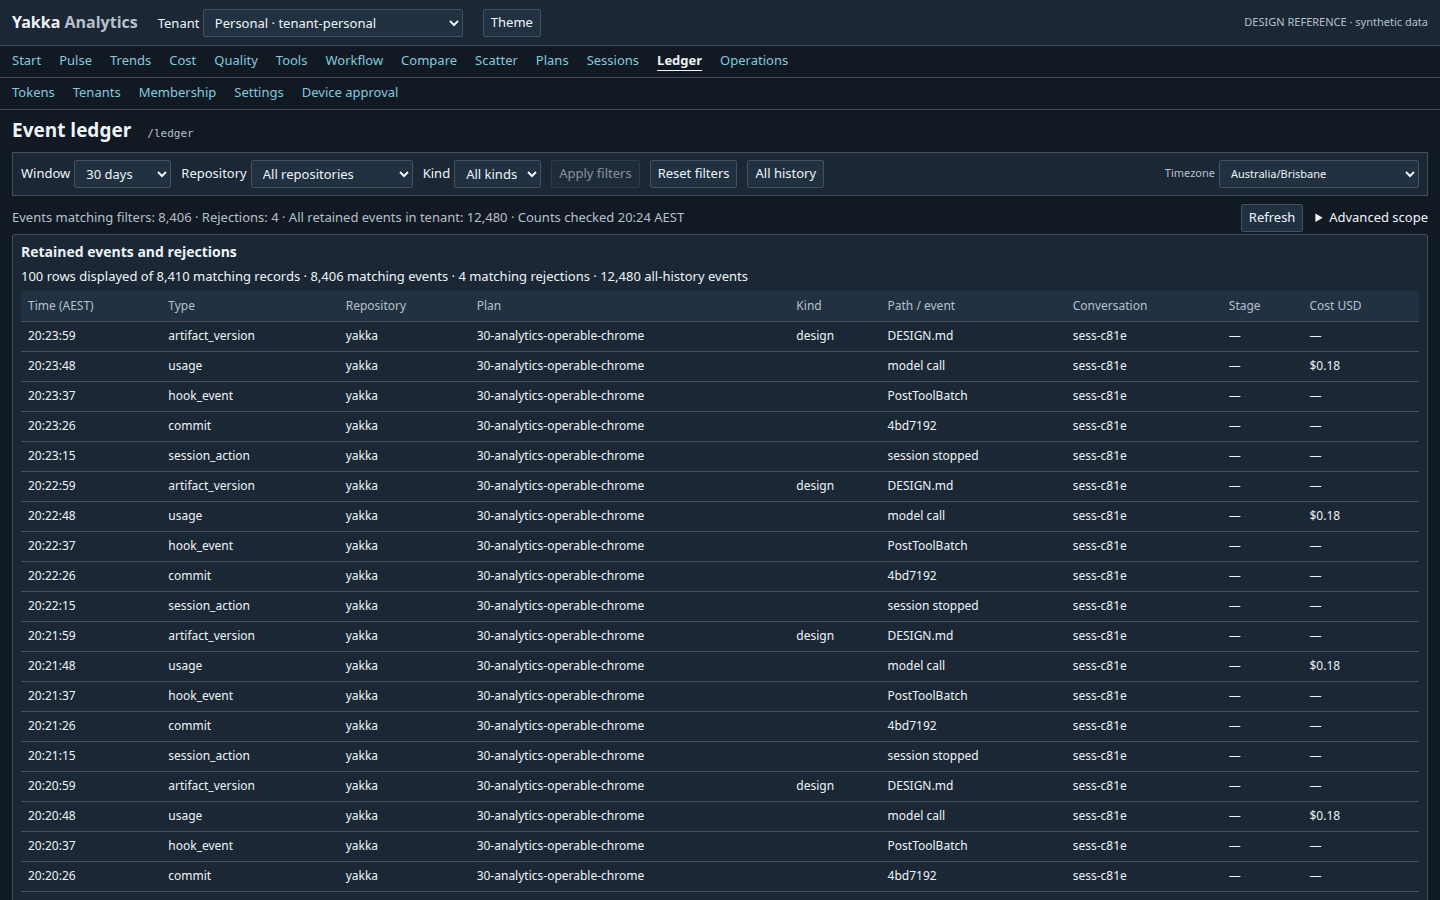 Yakka Analytics Tenant Personal · tenant-personal Theme DESIGN REFERENCE · synthetic data
Start Pulse Trends Cost Quality Tools Workflow Compare Scatter Plans Sessions Ledger Operations
Tokens Tenants Membership Settings Device approval
Event ledger /ledger
Window 30 days Repository All repositories Kind All kinds Apply filters Reset filters All history Timezone Australia/Brisbane
Events matching filters: 8,406 · Rejections: 4 · All retained events in tenant: 12,480 · Counts checked 20:24 AEST Refresh ▶ Advanced scope
Retained events and rejections
100 rows displayed of 8,410 matching records · 8,406 matching events · 4 matching rejections · 12,480 all-history events
Time (AEST) Type Repository Plan Kind Path / event Conversation Stage Cost USD
20:23:59 artifact_version yakka 30-analytics-operable-chrome design DESIGN.md sess-c81e — —
20:23:48 usage yakka 30-analytics-operable-chrome model call sess-c81e — $0.18
20:23:37 hook_event yakka 30-analytics-operable-chrome PostToolBatch sess-c81e — —
20:23:26 commit yakka 30-analytics-operable-chrome 4bd7192 sess-c81e — —
20:23:15 session_action yakka 30-analytics-operable-chrome session stopped sess-c81e — —
20:22:59 artifact_version yakka 30-analytics-operable-chrome design DESIGN.md sess-c81e — —
20:22:48 usage yakka 30-analytics-operable-chrome model call sess-c81e — $0.18
20:22:37 hook_event yakka 30-analytics-operable-chrome PostToolBatch sess-c81e — —
20:22:26 commit yakka 30-analytics-operable-chrome 4bd7192 sess-c81e — —
20:22:15 session_action yakka 30-analytics-operable-chrome session stopped sess-c81e — —
20:21:59 artifact_version yakka 30-analytics-operable-chrome design DESIGN.md sess-c81e — —
20:21:48 usage yakka 30-analytics-operable-chrome model call sess-c81e — $0.18
20:21:37 hook_event yakka 30-analytics-operable-chrome PostToolBatch sess-c81e — —
20:21:26 commit yakka 30-analytics-operable-chrome 4bd7192 sess-c81e — —
20:21:15 session_action yakka 30-analytics-operable-chrome session stopped sess-c81e — —
20:20:59 artifact_version yakka 30-analytics-operable-chrome design DESIGN.md sess-c81e — —
20:20:48 usage yakka 30-analytics-operable-chrome model call sess-c81e — $0.18
20:20:37 hook_event yakka 30-analytics-operable-chrome PostToolBatch sess-c81e — —
20:20:26 commit yakka 30-analytics-operable-chrome 4bd7192 sess-c81e — —